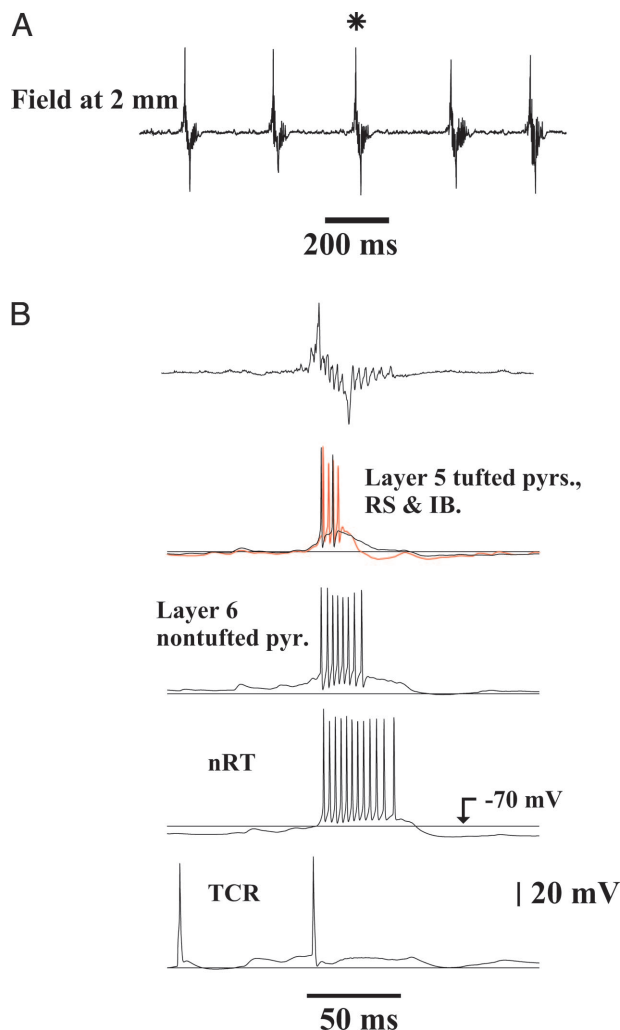 A
*
Field at 2 mm
200 ms
B
Layer 5 tufted pyrs.,
RS & IB.
Layer 6
nontufted pyr.
nRT
-70 mV
TCR
20 mV
50 ms